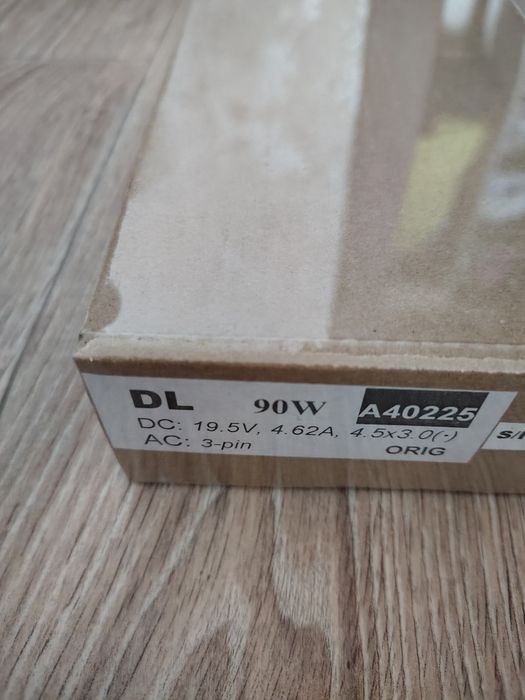 DL 90W A40225
DC: 19.5V, 4.62A, 4.5x3.0(·)
AC: 3-pin ORIG